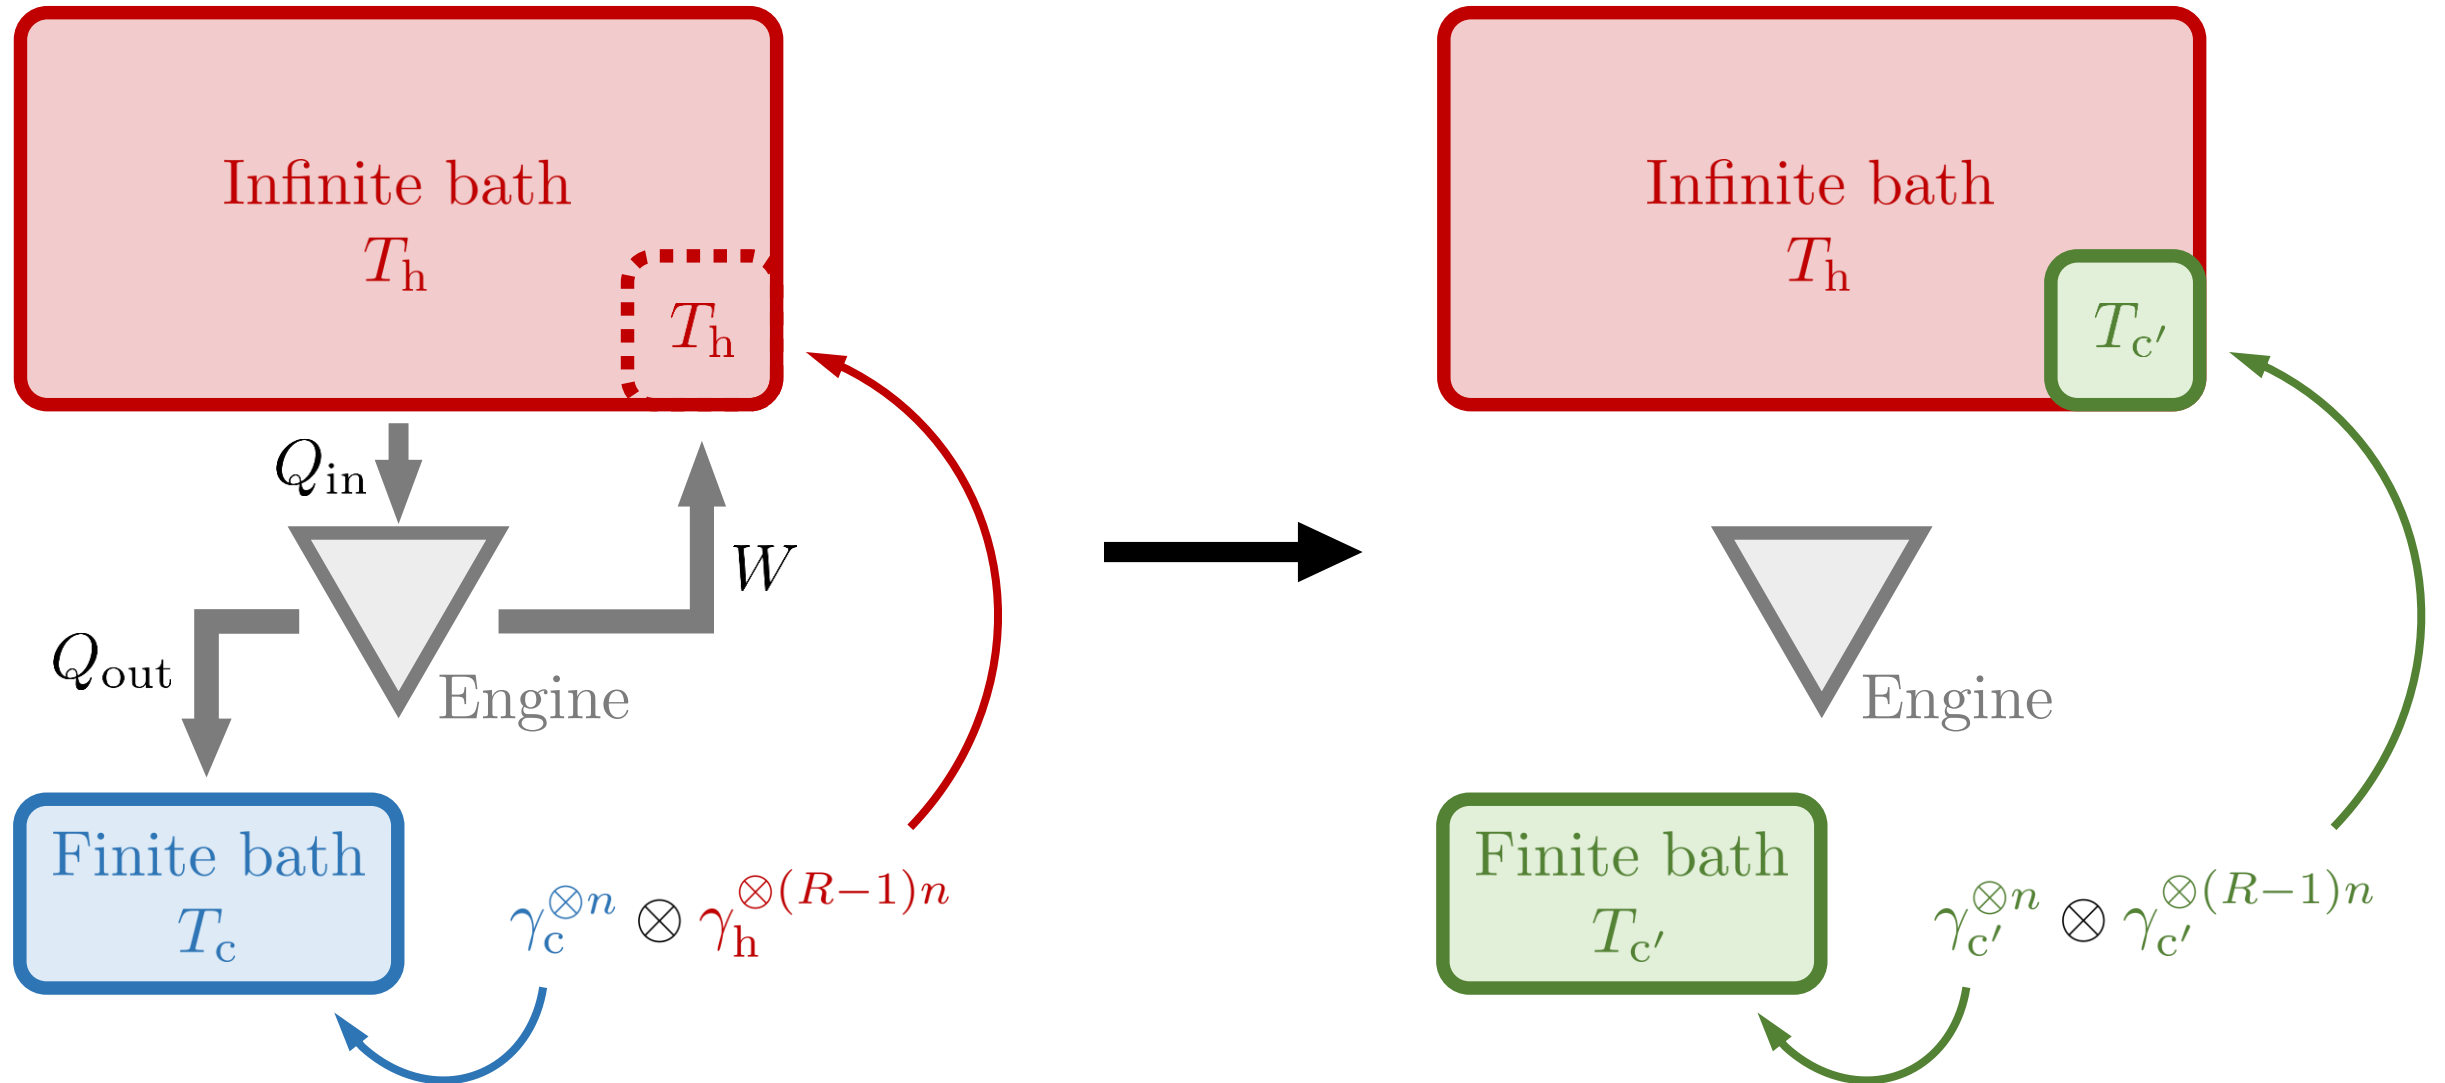 Infinite bath
T_h
T_h
Q_in
W
Q_out
Engine
Finite bath
T_c
γ_c^{⊗n} ⊗ γ_h^{⊗(R−1)n}
Infinite bath
T_h
T_{c′}
Engine
Finite bath
T_{c′}
γ_{c′}^{⊗n} ⊗ γ_{c′}^{⊗(R−1)n}